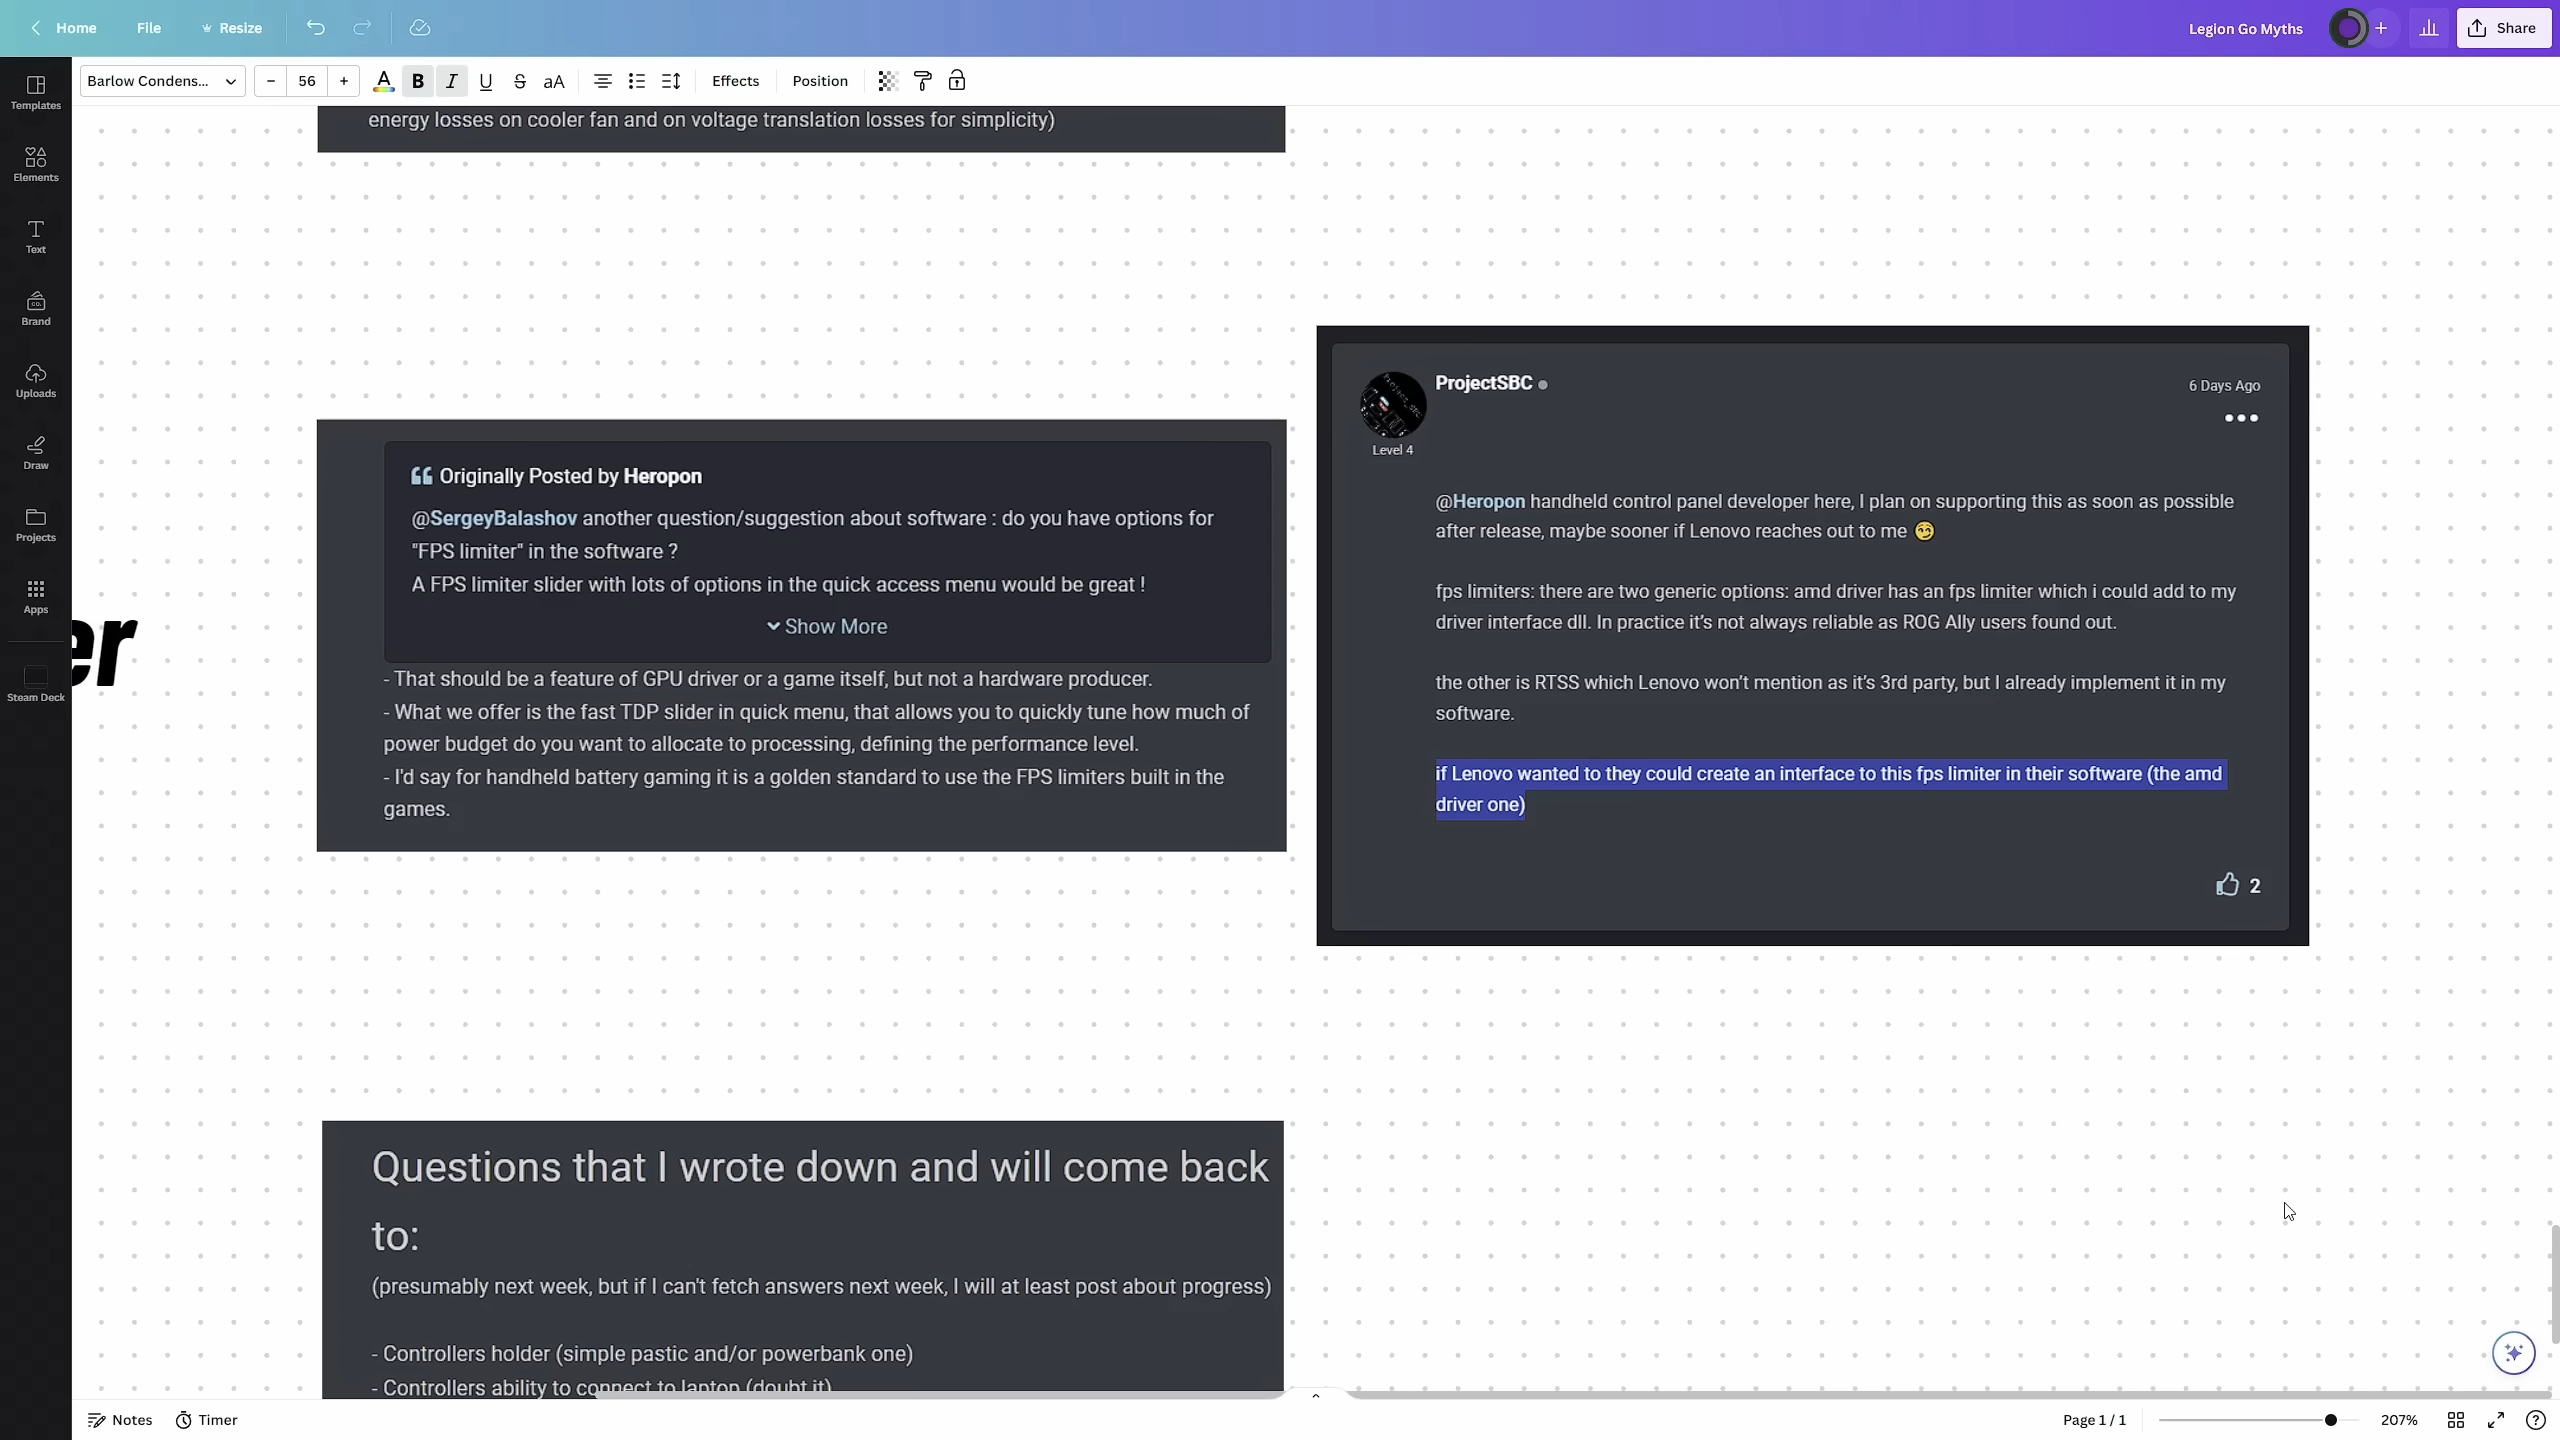 Home
File
Resize
Legion Go Myths
Share
Barlow Condens...
56
A
B
I
U
S
aA
Effects
Position
Templates
Elements
Text
Brand
Uploads
Draw
Projects
Apps
Steam Deck
er
energy losses on cooler fan and on voltage translation losses for simplicity)
Originally Posted by Heropon
@SergeyBalashov another question/suggestion about software : do you have options for
"FPS limiter" in the software ?
A FPS limiter slider with lots of options in the quick access menu would be great !
Show More
- That should be a feature of GPU driver or a game itself, but not a hardware producer.
- What we offer is the fast TDP slider in quick menu, that allows you to quickly tune how much of
power budget do you want to allocate to processing, defining the performance level.
- I'd say for handheld battery gaming it is a golden standard to use the FPS limiters built in the
games.
ProjectSBC
6 Days Ago
Level 4
@Heropon handheld control panel developer here, I plan on supporting this as soon as possible
after release, maybe sooner if Lenovo reaches out to me 😏
fps limiters: there are two generic options: amd driver has an fps limiter which i could add to my
driver interface dll. In practice it's not always reliable as ROG Ally users found out.
the other is RTSS which Lenovo won't mention as it's 3rd party, but I already implement it in my
software.
if Lenovo wanted to they could create an interface to this fps limiter in their software (the amd
driver one)
2
Questions that I wrote down and will come back
to:
(presumably next week, but if I can't fetch answers next week, I will at least post about progress)
- Controllers holder (simple pastic and/or powerbank one)
- Controllers ability to connect to laptop (doubt it)
Notes
Timer
Page 1 / 1
207%